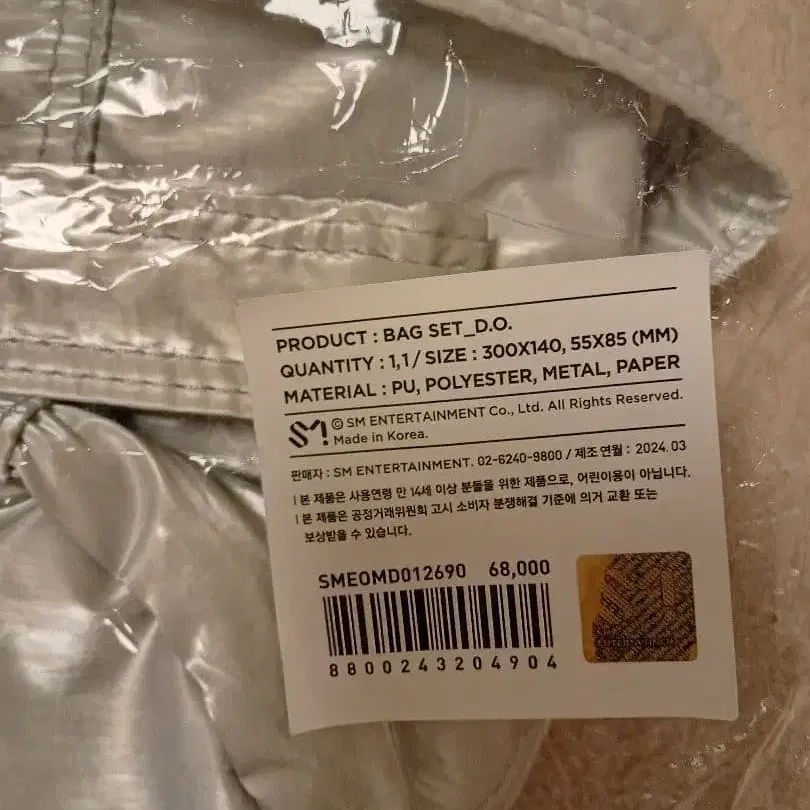 PRODUCT : BAG SET_D.O.
QUANTITY : 1,1 / SIZE : 300X140, 55X85 (MM)
MATERIAL : PU, POLYESTER, METAL, PAPER
SM! © SM ENTERTAINMENT Co., Ltd. All Rights Reserved.
Made in Korea.
판매자 : SM ENTERTAINMENT. 02-6240-9800 / 제조 연월 : 2024. 03
| 본 제품은 사용연령 만 14세 이상 분들을 위한 제품으로, 어린이용이 아닙니다.
| 본 제품은 공정거래위원회 고시 소비자 분쟁해결 기준에 의거 교환 또는
보상받을 수 있습니다.
SMEOMD012690 68,000
8800243204904